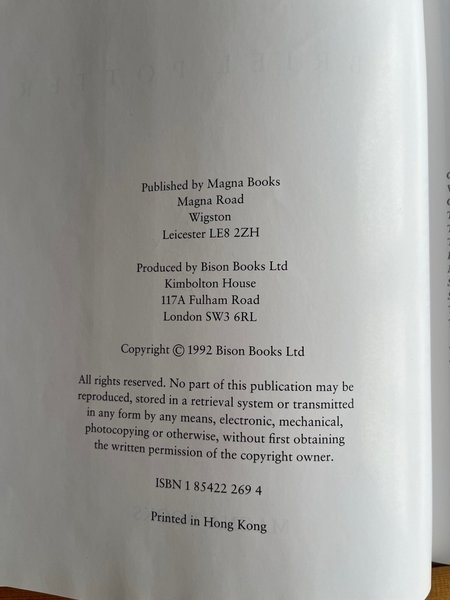 Published by Magna Books
Magna Road
Wigston
Leicester LE8 2ZH
Produced by Bison Books Ltd
Kimbolton House
117A Fulham Road
London SW3 6RL
Copyright © 1992 Bison Books Ltd
All rights reserved. No part of this publication may be
reproduced, stored in a retrieval system or transmitted
in any form by any means, electronic, mechanical,
photocopying or otherwise, without first obtaining
the written permission of the copyright owner.
ISBN 1 85422 269 4
Printed in Hong Kong